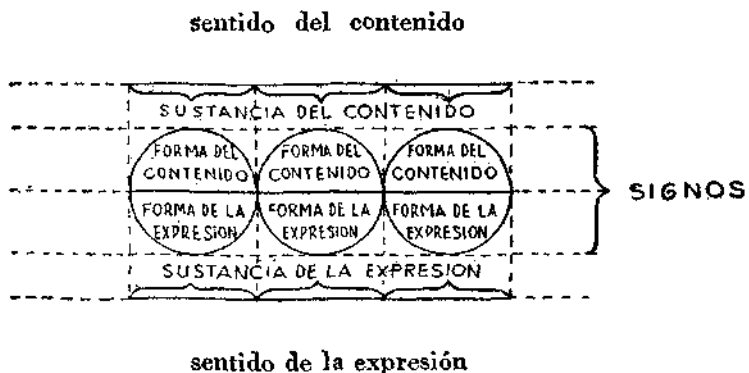 sentido del contenido
SUSTANCIA DEL CONTENIDO
FORMA DEL CONTENIDO
FORMA DEL CONTENIDO
FORMA DEL CONTENIDO
SIGNOS
FORMA DE LA EXPRESION
FORMA DE LA EXPRESION
FORMA DE LA EXPRESION
SUSTANCIA DE LA EXPRESION
sentido de la expresión